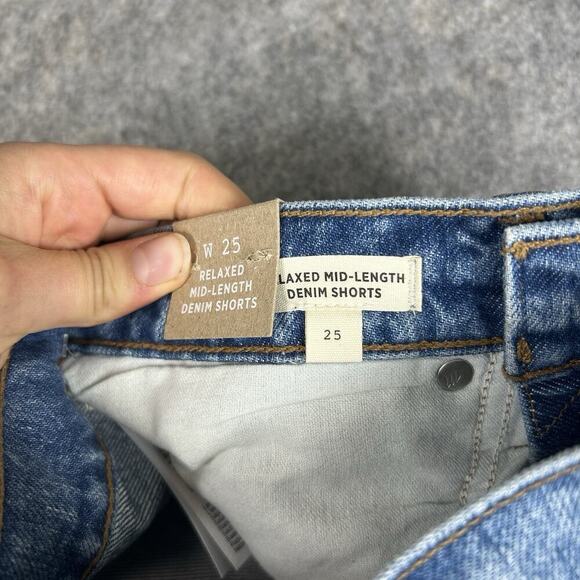 W 25
RELAXED
MID-LENGTH
DENIM SHORTS
LAXED MID-LENGTH
DENIM SHORTS
25